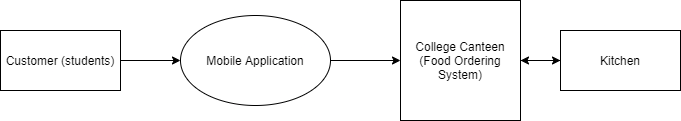 Customer (students)
Mobile Application
College Canteen
(Food Ordering
System)
Kitchen